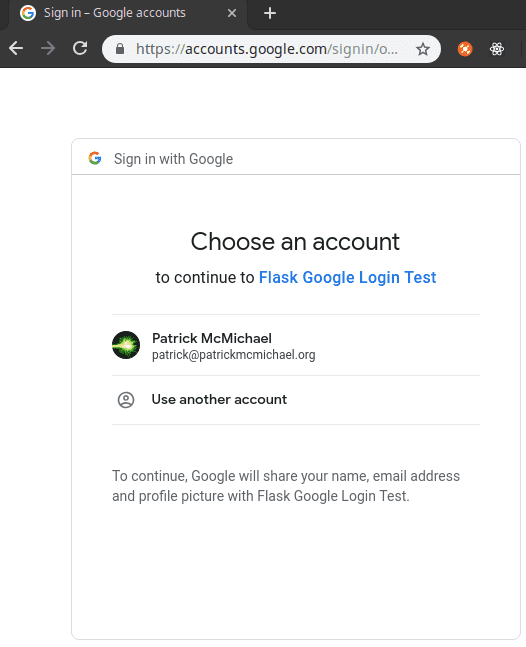 Sign in – Google accounts
https://accounts.google.com/signin/o...
Sign in with Google
Choose an account
to continue to Flask Google Login Test
Patrick McMichael
patrick@patrickmcmichael.org
Use another account
To continue, Google will share your name, email address
and profile picture with Flask Google Login Test.